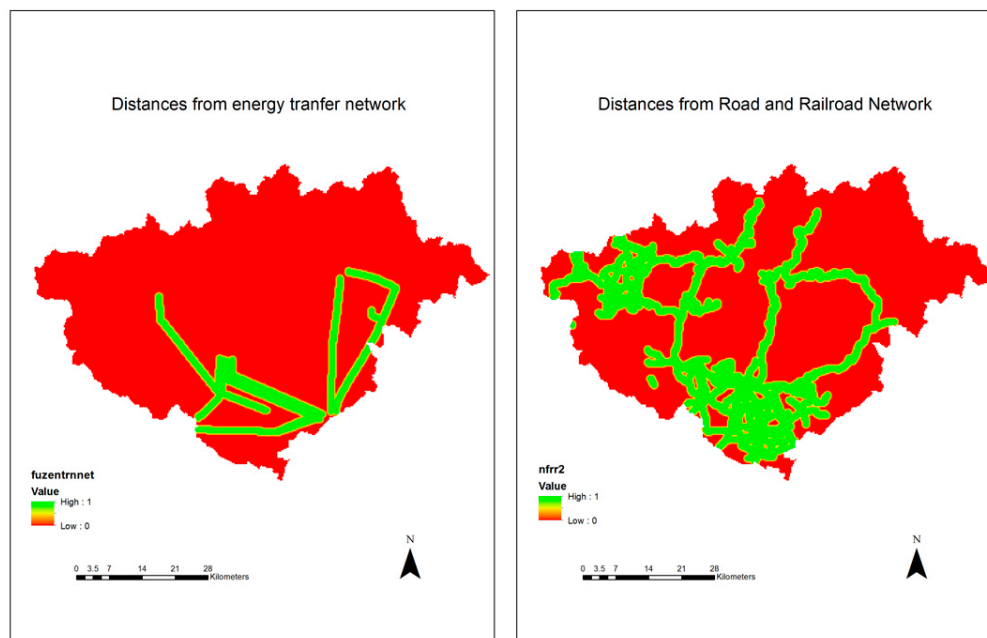 Distances from energy tranfer network
fuzentrnnet
Value
High : 1
Low : 0
N
0 3.5 7 14 21 28
Kilometers
Distances from Road and Railroad Network
nfrr2
Value
High : 1
Low : 0
N
0 3.5 7 14 21 28
Kilometers